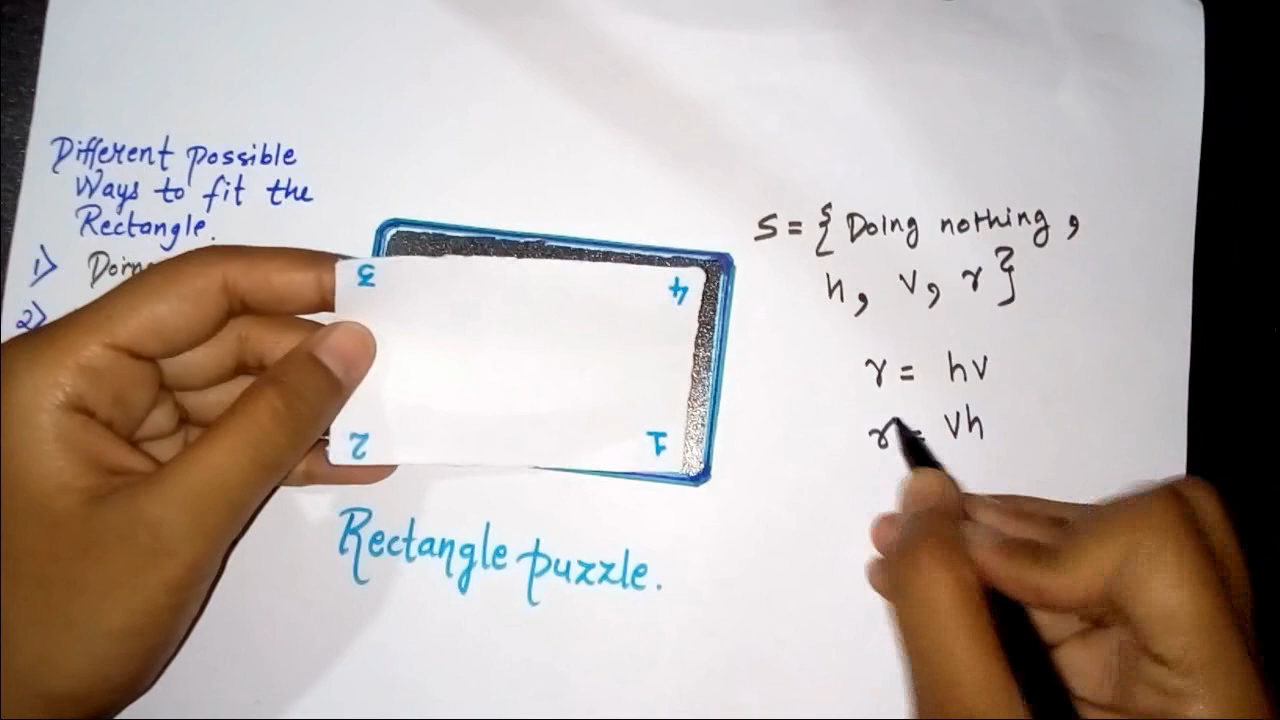 Different possible
Ways to fit the
Rectangle.
1>
2>
3 4
2 1
Rectangle puzzle.
S = { Doing nothing ,
h, v, r }
r = hv
r = vh